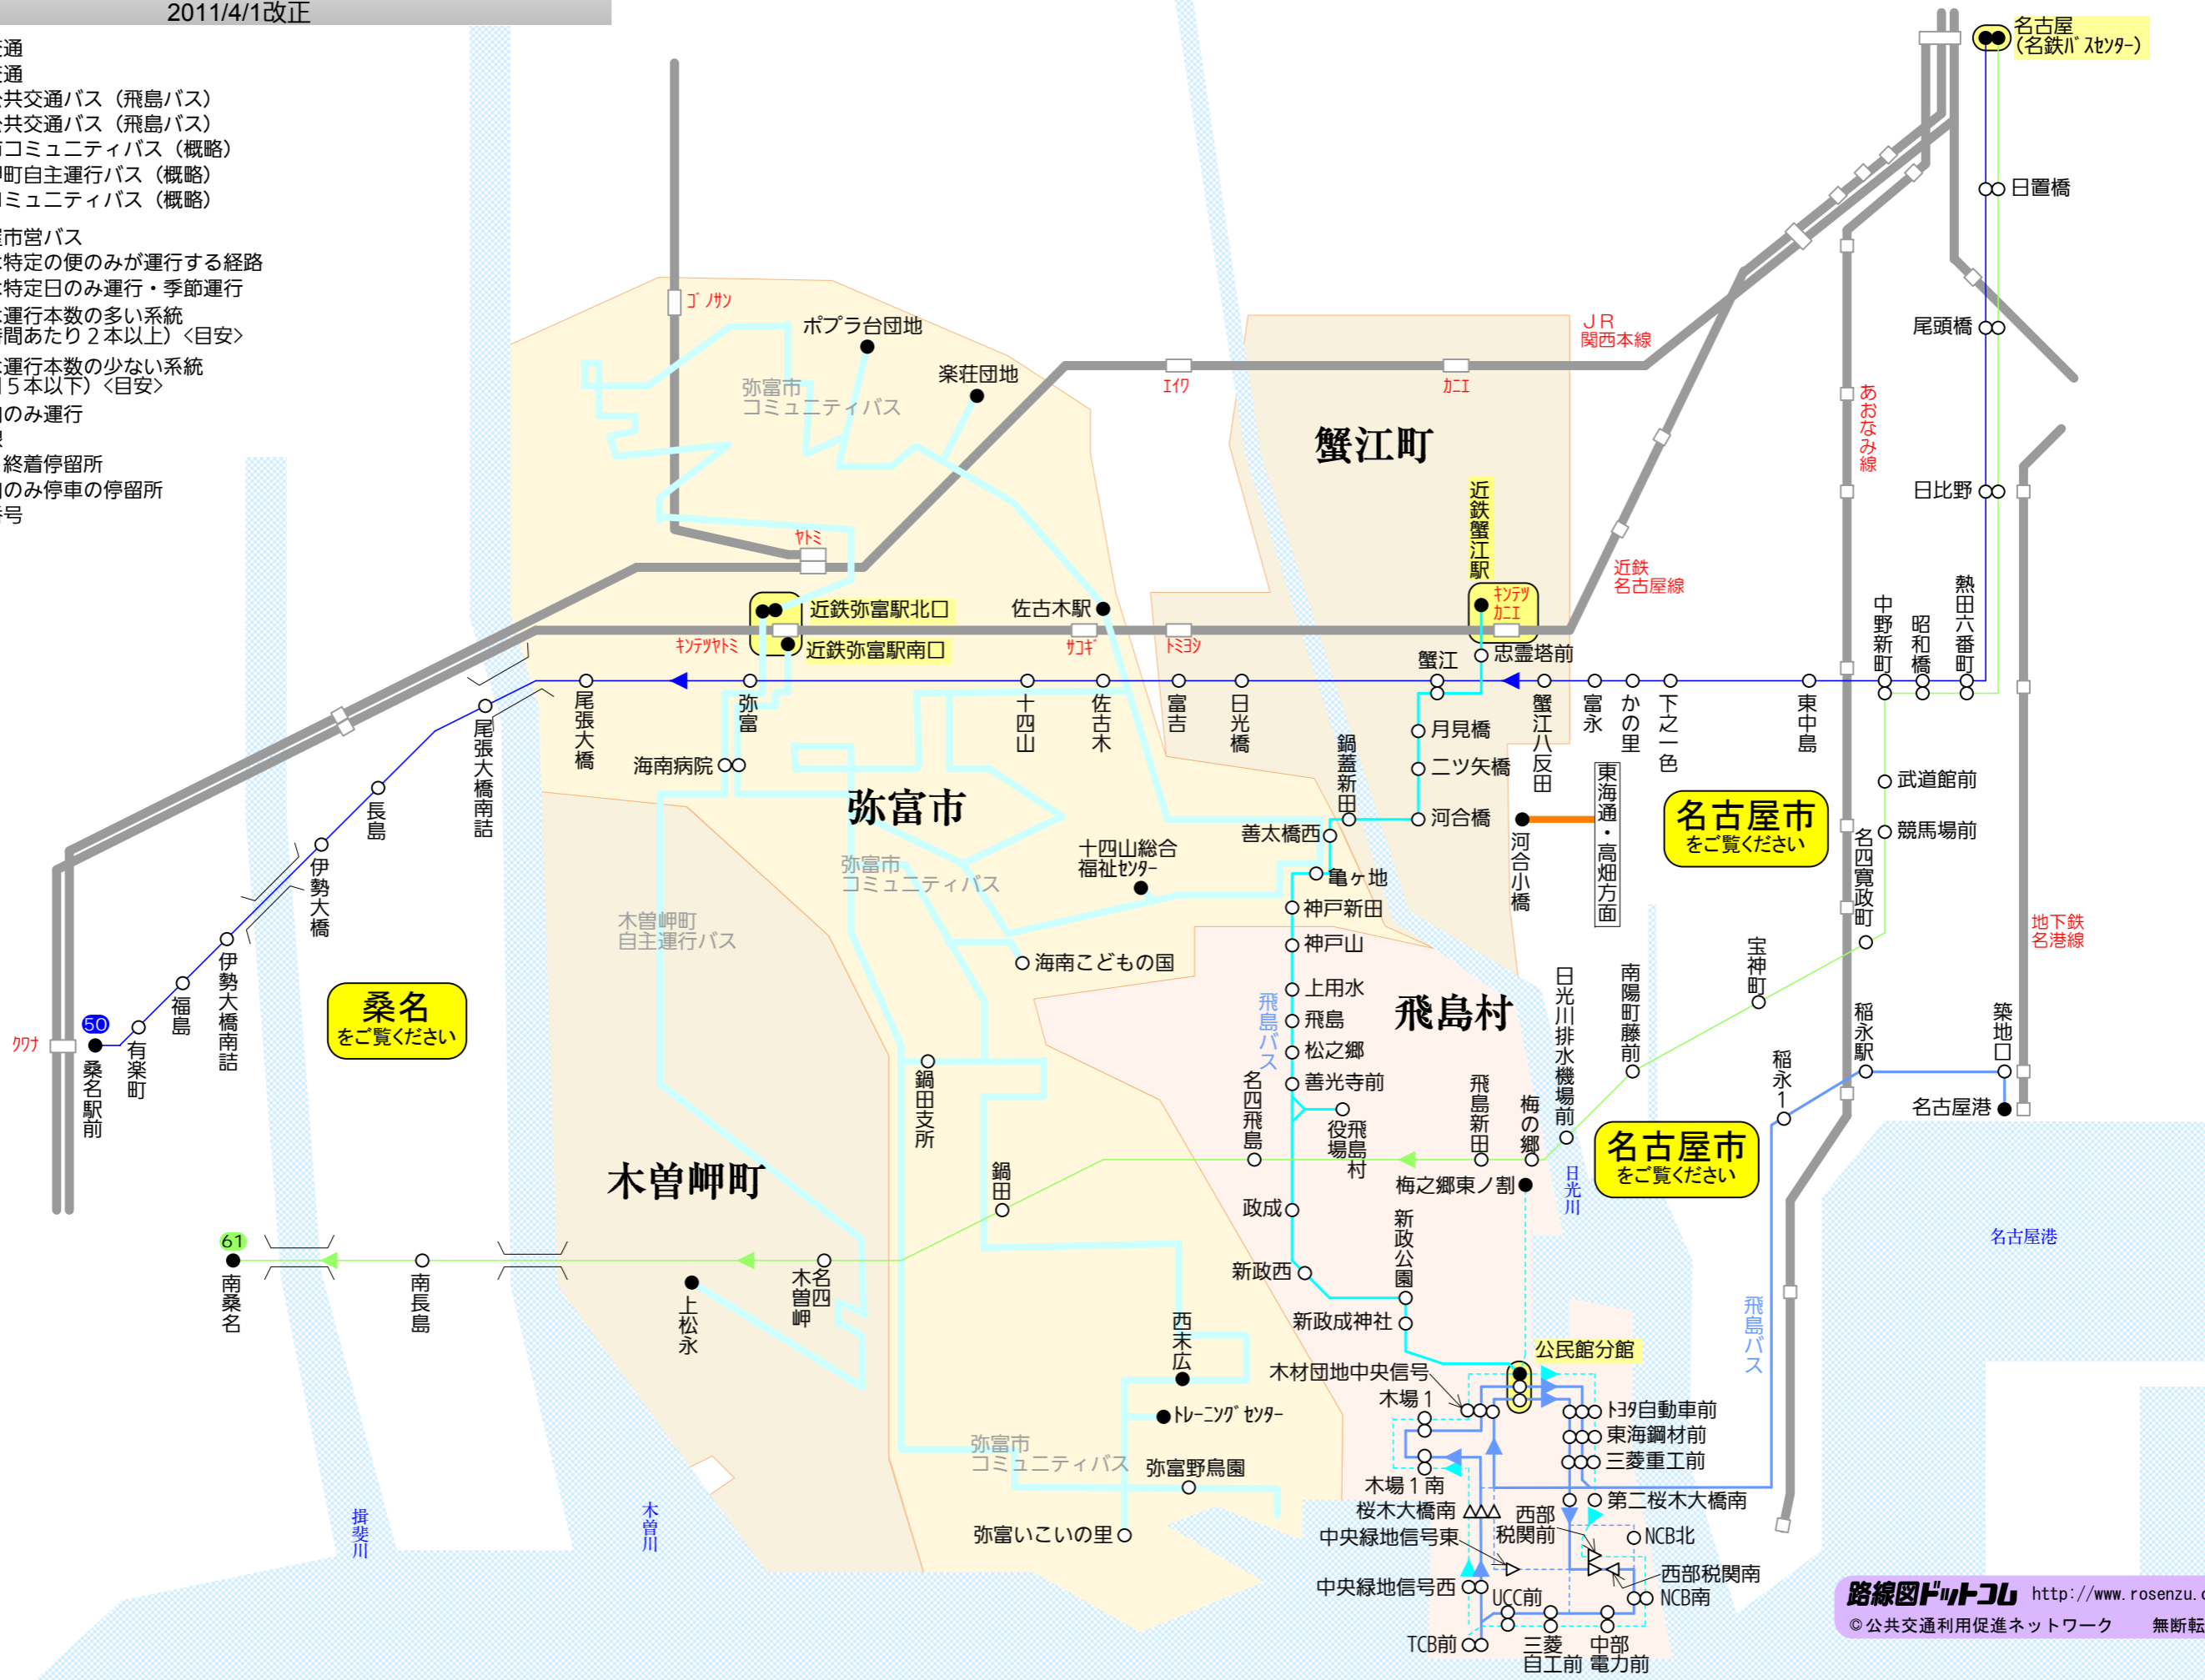 2011/4/1改正
交通
交通
公共交通バス（飛島バス）
公共交通バス（飛島バス）
市コミュニティバス（概略）
岬町自主運行バス（概略）
コミュニティバス（概略）
屋市営バス
は特定の便のみが運行する経路
は特定日のみ運行・季節運行
は運行本数の多い系統
時間あたり２本以上）<目安>
は運行本数の少ない系統
日５本以下）<目安>
向のみ運行
線
終着停留所
向のみ停車の停留所
番号
名古屋
（名鉄バスセンター）
日置橋
尾頭橋
日比野
熱田六番町
昭和橋
中野新町
東中島
下之一色
かの里
富永
蟹江八反田
蟹江
忠霊塔前
近鉄蟹江駅
キンテツ
カニエ
日光橋
富吉
佐古木
十四山
弥富
尾張大橋
尾張大橋南詰
長島
伊勢大橋
伊勢大橋南詰
福島
有楽町
50
桑名駅前
クワナ
桑名
をご覧ください
ゴノサン
ポプラ台団地
楽荘団地
弥富市
コミュニティバス
ヤトミ
近鉄弥富駅北口
近鉄弥富駅南口
キンテツヤトミ
佐古木駅
サコギ
トミヨシ
エイワ
カニエ
ＪＲ
関西本線
近鉄
名古屋線
あおなみ線
地下鉄
名港線
蟹江町
弥富市
木曽岬町
飛島村
海南病院
月見橋
二ツ矢橋
河合橋
鍋蓋新田
善太橋西
亀ヶ地
神戸新田
神戸山
上用水
飛島
松之郷
善光寺前
飛島村
役場
政成
新政西
新政公園
新政成神社
公民館分館
飛島バス
河合小橋
東海通・高畑方面
名古屋市
をご覧ください
武道館前
競馬場前
名四寛政町
宝神町
南陽町藤前
日光川排水機場前
梅の郷
飛島新田
名四飛島
鍋田
名四
木曽岬
南長島
61
南桑名
梅之郷東ノ割
日光川
名古屋市
をご覧ください
稲永駅
稲永1
築地口
名古屋港
名古屋港
飛島バス
十四山総合
福祉センター
弥富市
コミュニティバス
木曽岬町
自主運行バス
海南こどもの国
鍋田支所
上松永
西末広
トレーニングセンター
弥富市
コミュニティバス
弥富野鳥園
弥富いこいの里
揖斐川
木曽川
木材団地中央信号
木場１
木場１南
桜木大橋南
中央緑地信号東
中央緑地信号西
TCB前
UCC前
三菱
自工前
中部
電力前
トヨタ自動車前
東海鋼材前
三菱重工前
第二桜木大橋南
西部
税関前
NCB北
西部税関南
NCB南
路線図ドットコム http://www.rosenzu.c
©公共交通利用促進ネットワーク 無断転